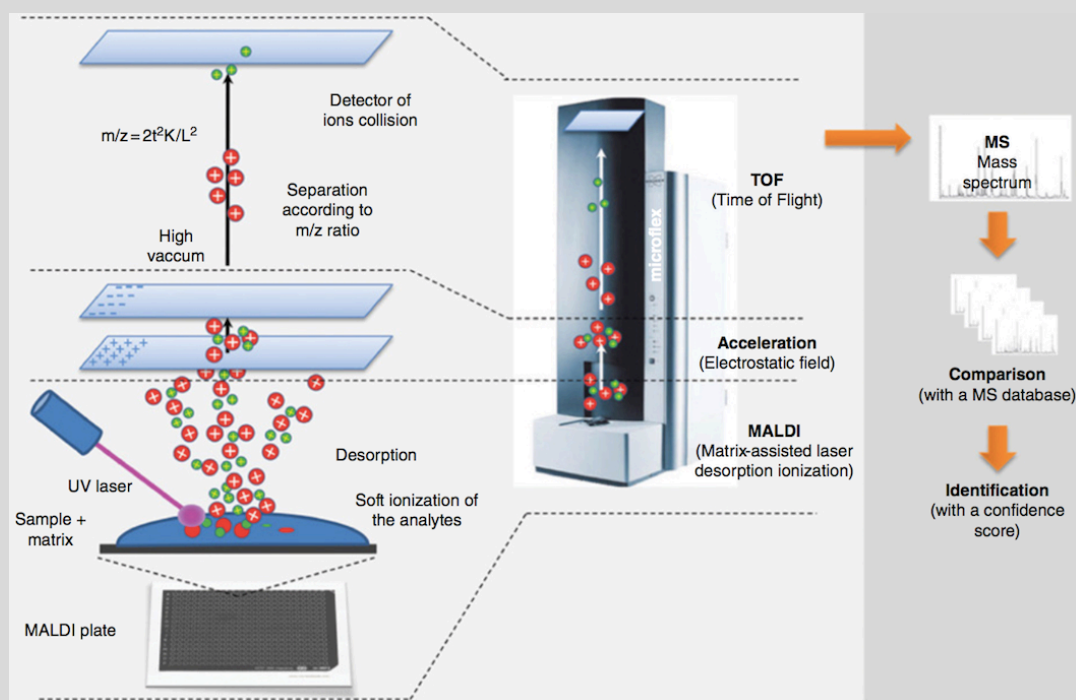 Detector of
ions collision
m/z = 2t²K/L²
Separation
according to
m/z ratio
High
vaccum
Desorption
UV laser
Soft ionization of
the analytes
Sample +
matrix
MALDI plate
microflex
TOF
(Time of Flight)
Acceleration
(Electrostatic field)
MALDI
(Matrix-assisted laser
desorption ionization)
MS
Mass
spectrum
Comparison
(with a MS database)
Identification
(with a confidence
score)